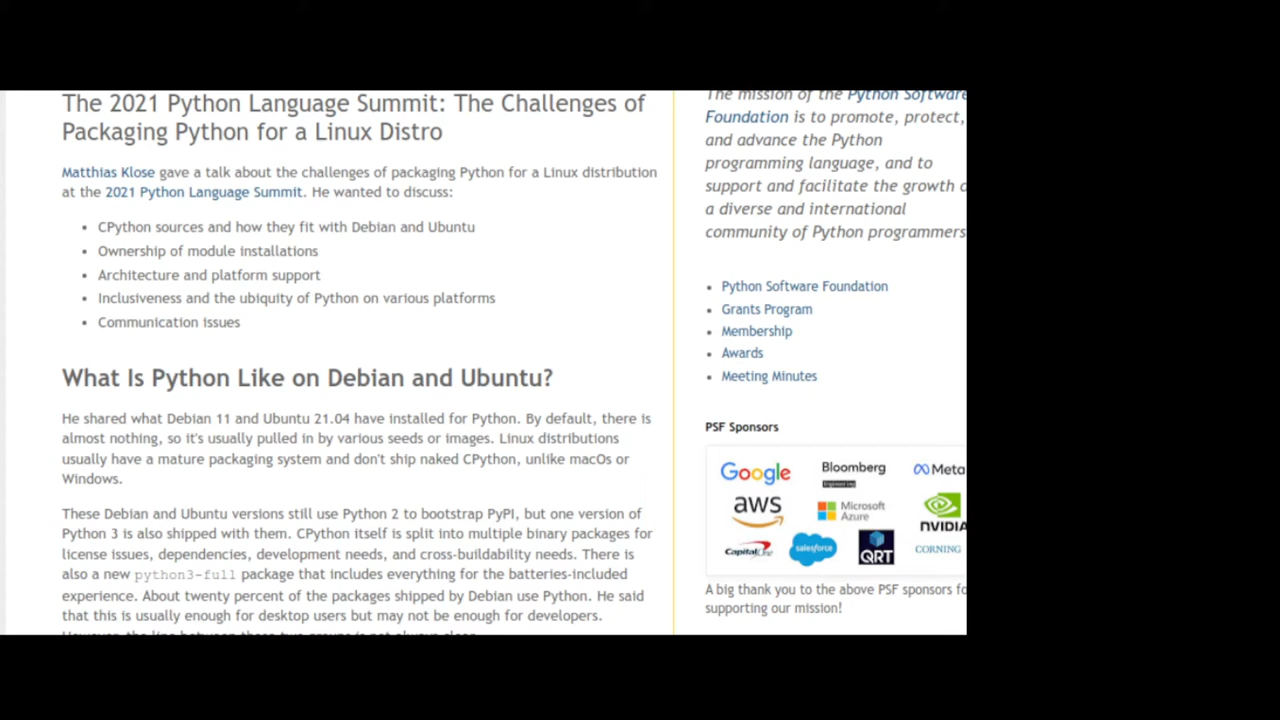 The 2021 Python Language Summit: The Challenges of
Packaging Python for a Linux Distro
Matthias Klose gave a talk about the challenges of packaging Python for a Linux distribution
at the 2021 Python Language Summit. He wanted to discuss:
• CPython sources and how they fit with Debian and Ubuntu
• Ownership of module installations
• Architecture and platform support
• Inclusiveness and the ubiquity of Python on various platforms
• Communication issues
What Is Python Like on Debian and Ubuntu?
He shared what Debian 11 and Ubuntu 21.04 have installed for Python. By default, there is
almost nothing, so it's usually pulled in by various seeds or images. Linux distributions
usually have a mature packaging system and don't ship naked CPython, unlike macOs or
Windows.
These Debian and Ubuntu versions still use Python 2 to bootstrap PyPI, but one version of
Python 3 is also shipped with them. CPython itself is split into multiple binary packages for
license issues, dependencies, development needs, and cross-buildability needs. There is
also a new python3-full package that includes everything for the batteries-included
experience. About twenty percent of the packages shipped by Debian use Python. He said
that this is usually enough for desktop users but may not be enough for developers.
However, the line between these two groups is not always clear.
The mission of the Python Software
Foundation is to promote, protect,
and advance the Python
programming language, and to
support and facilitate the growth o
a diverse and international
community of Python programmers
• Python Software Foundation
• Grants Program
• Membership
• Awards
• Meeting Minutes
PSF Sponsors
Google
Bloomberg
Engineering
Meta
aws
Microsoft
Azure
NVIDIA
Capital One
salesforce
QRT
CORNING
A big thank you to the above PSF sponsors fo
supporting our mission!